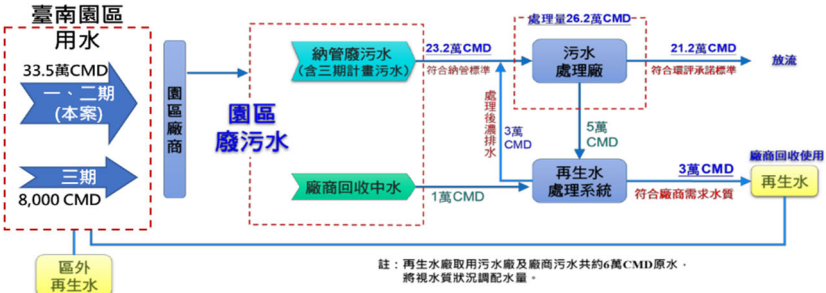 臺南園區
用水
33.5萬CMD
一、二期
(本案)
三期
8,000 CMD
區外
再生水
園區廠商
園區
廢污水
納管廢污水
(含三期計畫污水)
廠商回收中水
23.2萬CMD
符合納管標準
處理後濃排水
3萬
CMD
1萬CMD
處理量26.2萬CMD
污水
處理廠
5萬
CMD
再生水
處理系統
21.2萬CMD
符合環評承諾標準
放流
3萬CMD
符合廠商需求水質
廠商回收使用
再生水
註：再生水廠取用污水廠及廠商污水共約6萬CMD原水，
將視水質狀況調配水量。